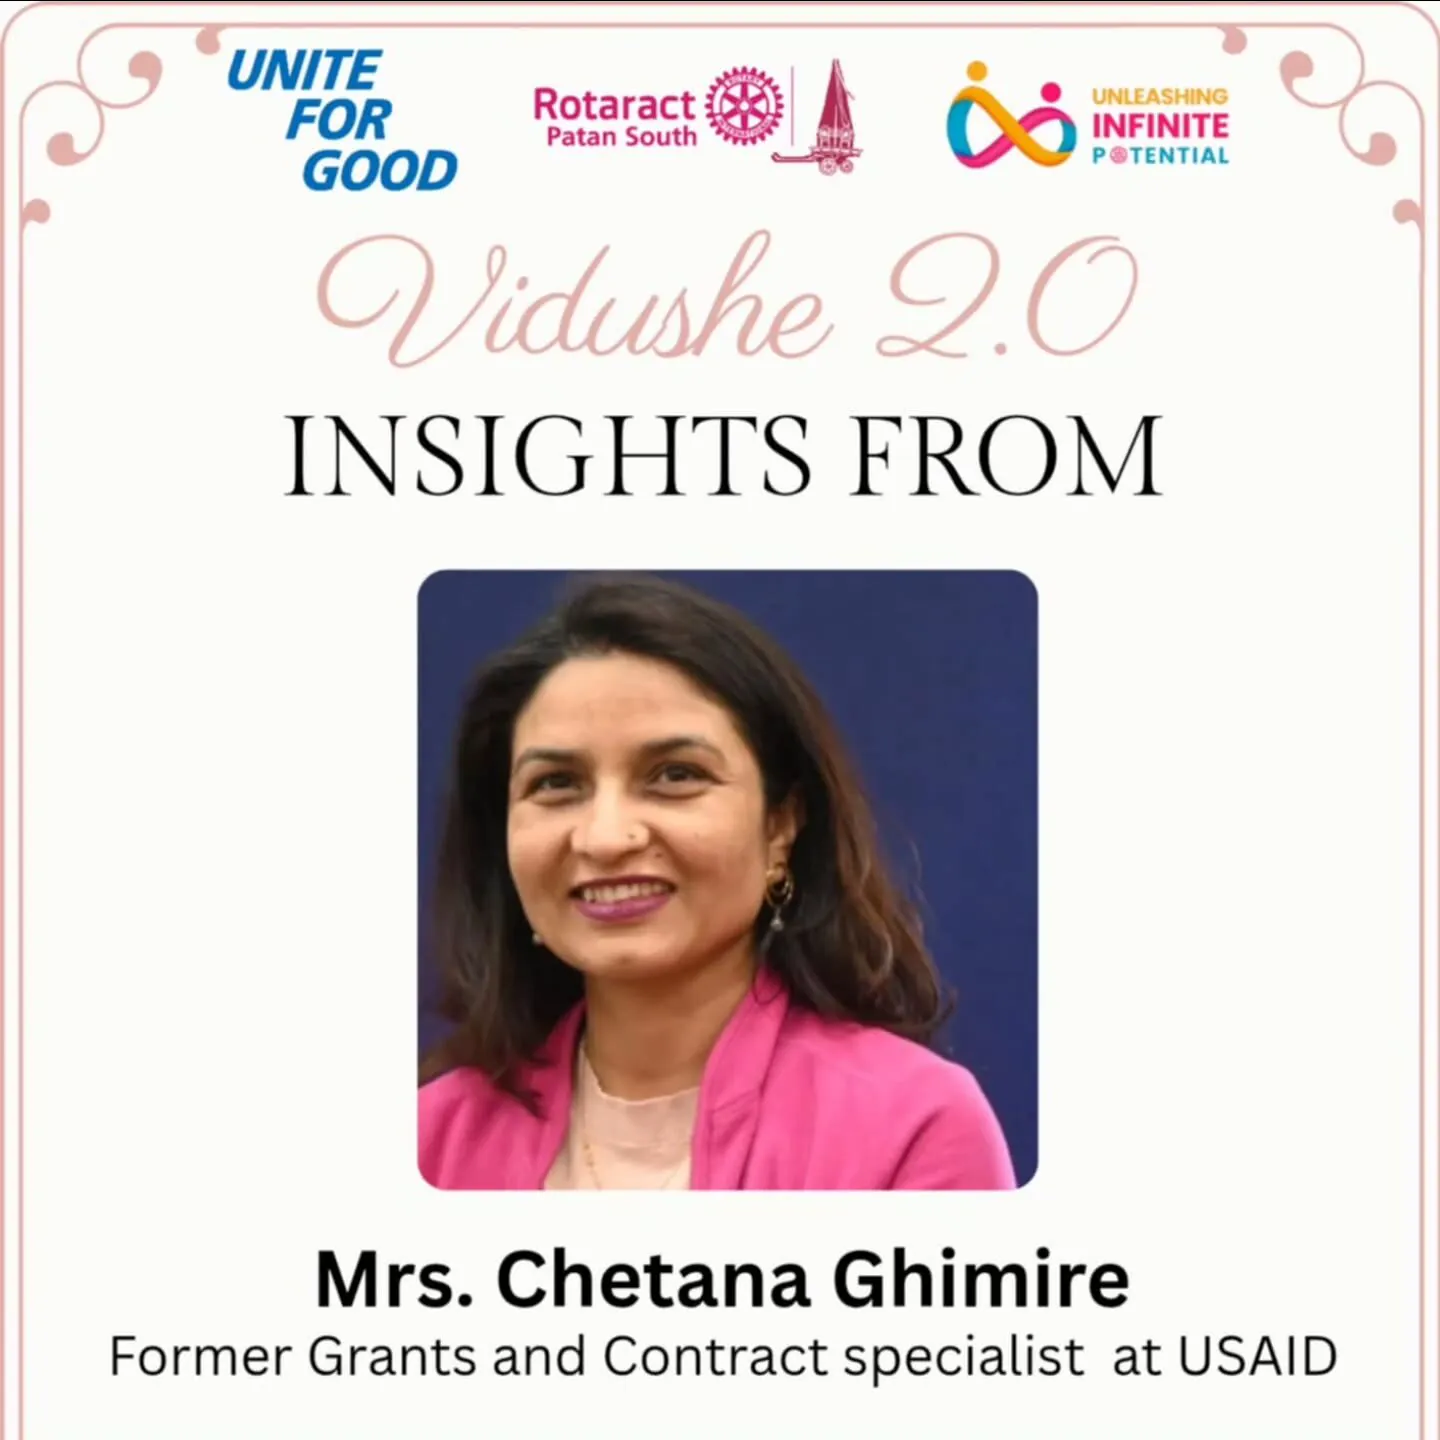 UNITE
FOR
GOOD
Rotaract
Patan South
UNLEASHING
INFINITE
POTENTIAL
Vidushe 2.0
INSIGHTS FROM
Mrs. Chetana Ghimire
Former Grants and Contract specialist at USAID